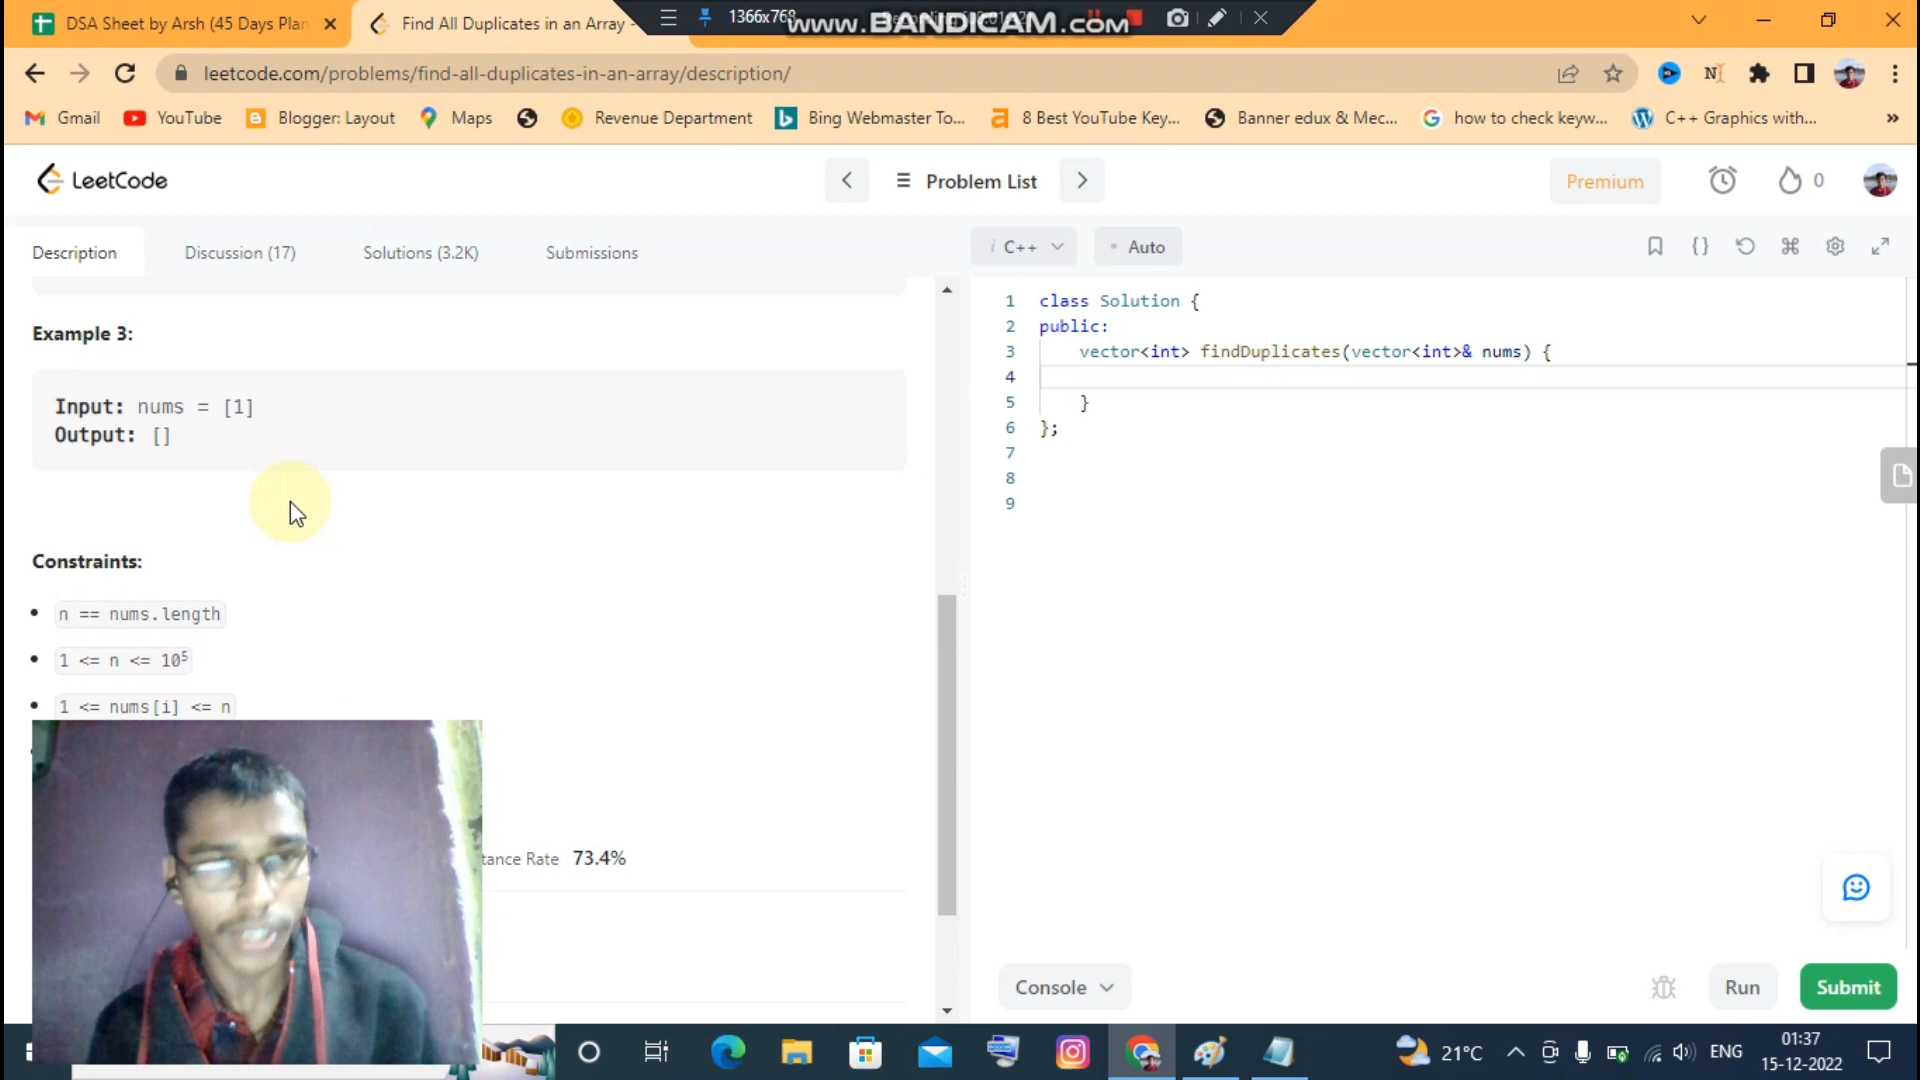 DSA Sheet by Arsh (45 Days Plan
Find All Duplicates in an Array -
1366x768
www.BANDICAM.com
leetcode.com/problems/find-all-duplicates-in-an-array/description/
Gmail
YouTube
Blogger: Layout
Maps
Revenue Department
Bing Webmaster To...
8 Best YouTube Key...
Banner edux & Mec...
how to check keyw...
C++ Graphics with...
»
LeetCode
Problem List
Premium
0
Description
Discussion (17)
Solutions (3.2K)
Submissions
i C++
Auto
Example 3:
Input: nums = [1]
Output: []
Constraints:
n == nums.length
1 <= n <= 10⁵
1 <= nums[i] <= n
tance Rate 73.4%
1 class Solution {
2 public:
3 vector<int> findDuplicates(vector<int>& nums) {
4
5 }
6 };
7
8
9
Console
Run
Submit
21°C
ENG
01:37
15-12-2022